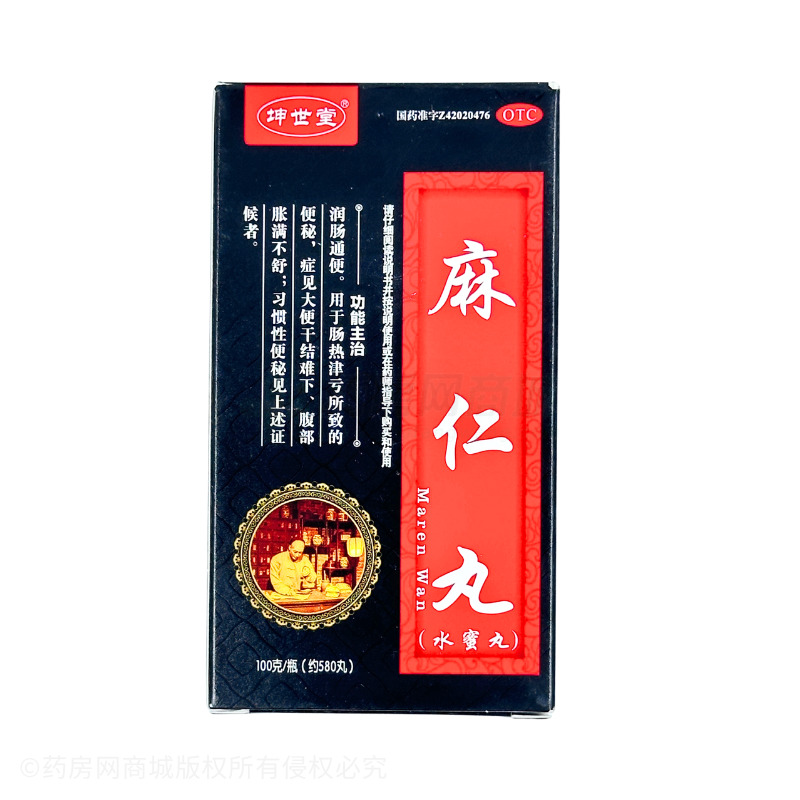 坤世堂®
国药准字Z42020476
OTC
麻仁丸
Maren Wan
(水蜜丸)
请仔细阅读说明书并按说明使用或在药师指导下购买和使用
功能主治
润肠通便。用于肠热津亏所致的
便秘，症见大便干结难下、腹部
胀满不舒；习惯性便秘见上述证
候者。
100克/瓶（约580丸）
©药房网商城版权所有侵权必究